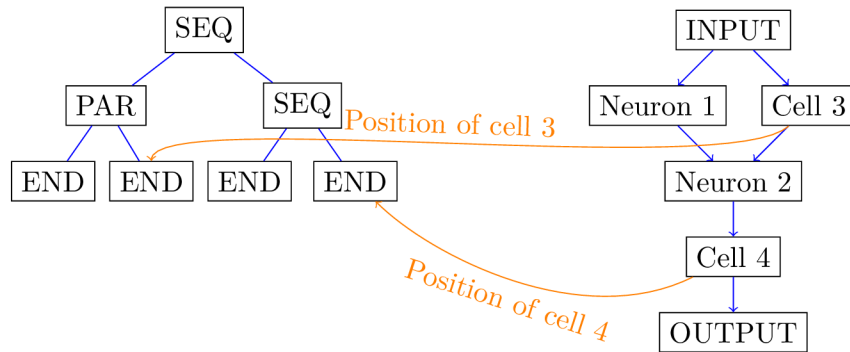 SEQ
INPUT
PAR
SEQ
Neuron 1
Cell 3
Position of cell 3
END
END
END
END
Neuron 2
Cell 4
Position of cell 4
OUTPUT